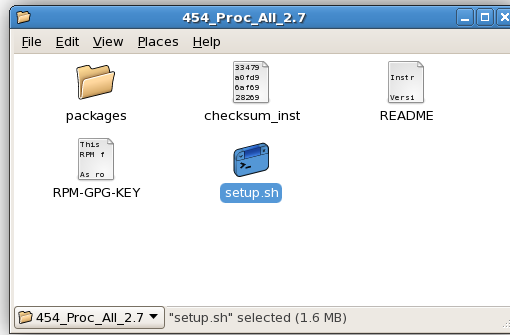 454_Proc_All_2.7
File Edit View Places Help
33479
a0fd9
6af69
28269
Instr
Versi
packages checksum_inst README
This
RPM f
As ro
RPM-GPG-KEY setup.sh
454_Proc_All_2.7 "setup.sh" selected (1.6 MB)